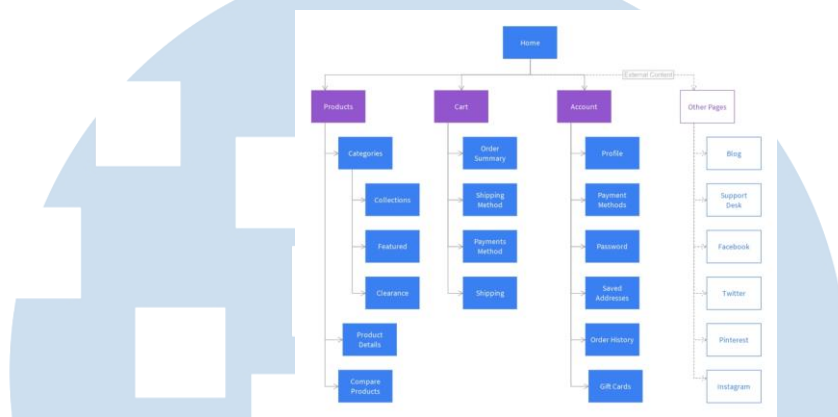 Home
External Content
Products
Cart
Account
Other Pages
Categories
Order
Summary
Profile
Blog
Collections
Shipping
Method
Payment
Methods
Support
Desk
Featured
Payments
Method
Password
Facebook
Clearance
Shipping
Saved
Addresses
Twitter
Product
Details
Order History
Pinterest
Compare
Products
Gift Cards
Instagram